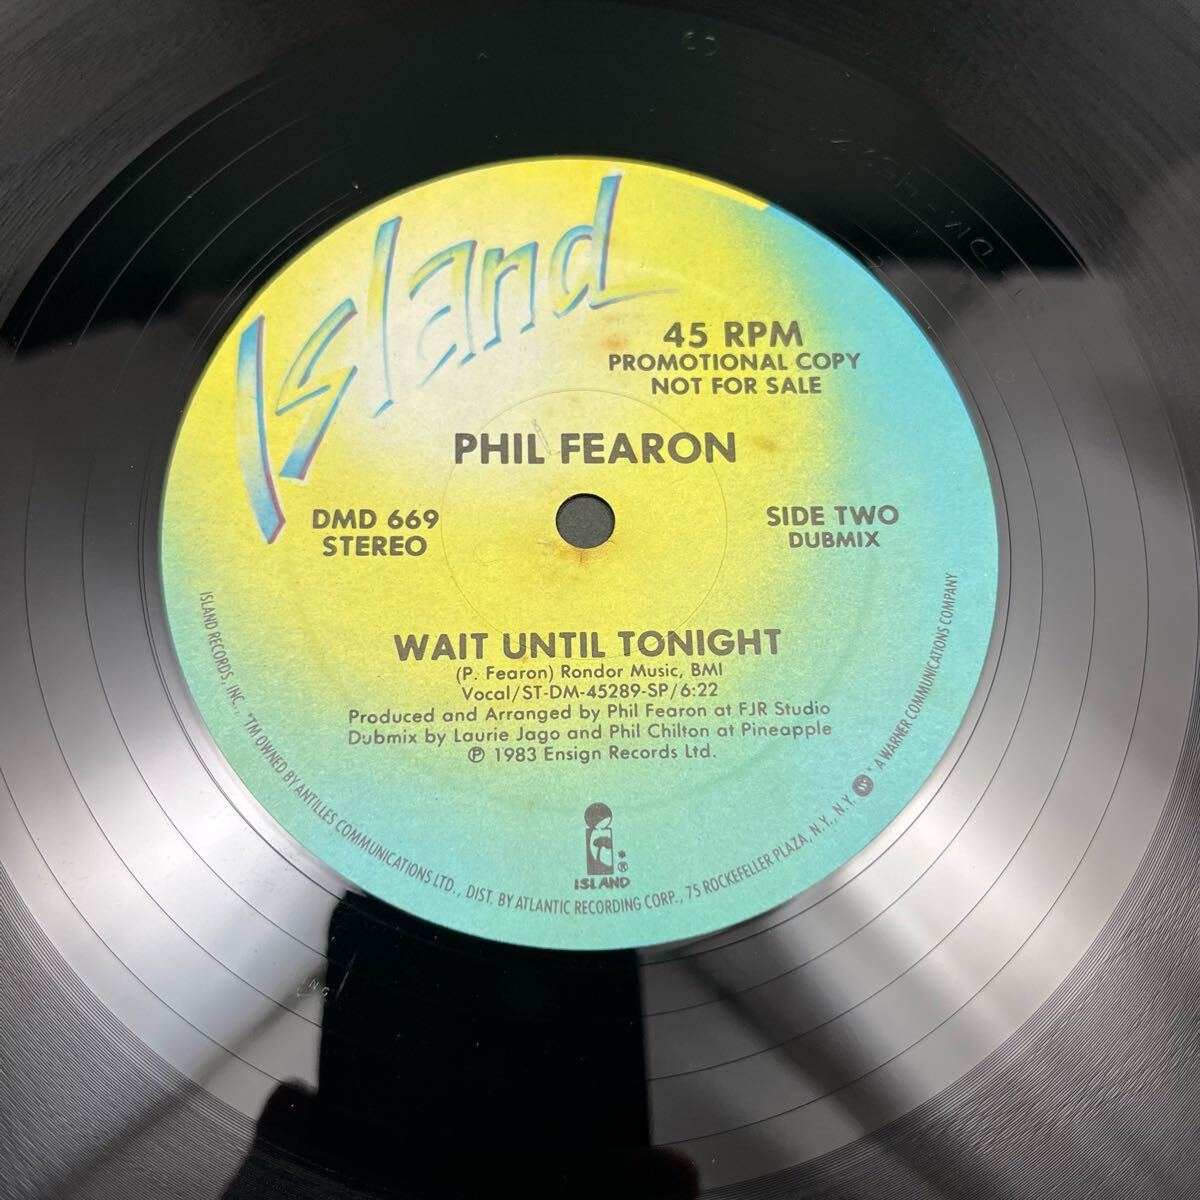 Island
45 RPM
PROMOTIONAL COPY
NOT FOR SALE
PHIL FEARON
DMD 669
STEREO
SIDE TWO
DUBMIX
WAIT UNTIL TONIGHT
(P. Fearon) Rondor Music, BMI
Vocal/ST-DM-45289-SP/6:22
Produced and Arranged by Phil Fearon at FJR Studio
Dubmix by Laurie Jago and Phil Chilton at Pineapple
℗ 1983 Ensign Records Ltd.
*®
ISLAND
ISLAND RECORDS, INC. *TM OWNED BY ANTILLES COMMUNICATIONS LTD., DIST. BY ATLANTIC RECORDING CORP., 75 ROCKEFELLER PLAZA, N.Y., N.Y. * A WARNER COMMUNICATIONS COMPANY